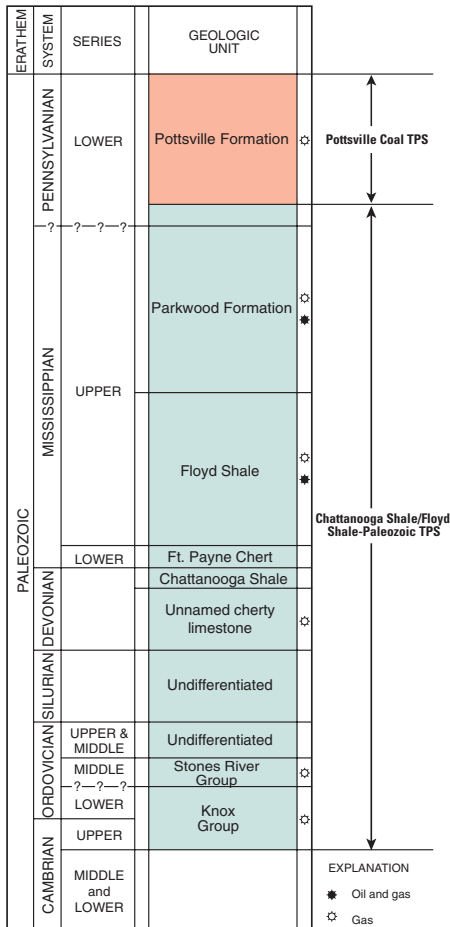 ERATHEM
SYSTEM
SERIES
GEOLOGIC
UNIT
PALEOZOIC
PENNSYLVANIAN
LOWER
Pottsville Formation
Pottsville Coal TPS
? ? ? ?
MISSISSIPPIAN
UPPER
Parkwood Formation
Floyd Shale
Chattanooga Shale/Floyd
Shale-Paleozoic TPS
LOWER
Ft. Payne Chert
DEVONIAN
Chattanooga Shale
Unnamed cherty
limestone
SILURIAN
Undifferentiated
ORDOVICIAN
UPPER &
MIDDLE
Undifferentiated
MIDDLE
Stones River
Group
? ? ?
LOWER
Knox
Group
CAMBRIAN
UPPER
MIDDLE
and
LOWER
EXPLANATION
Oil and gas
Gas